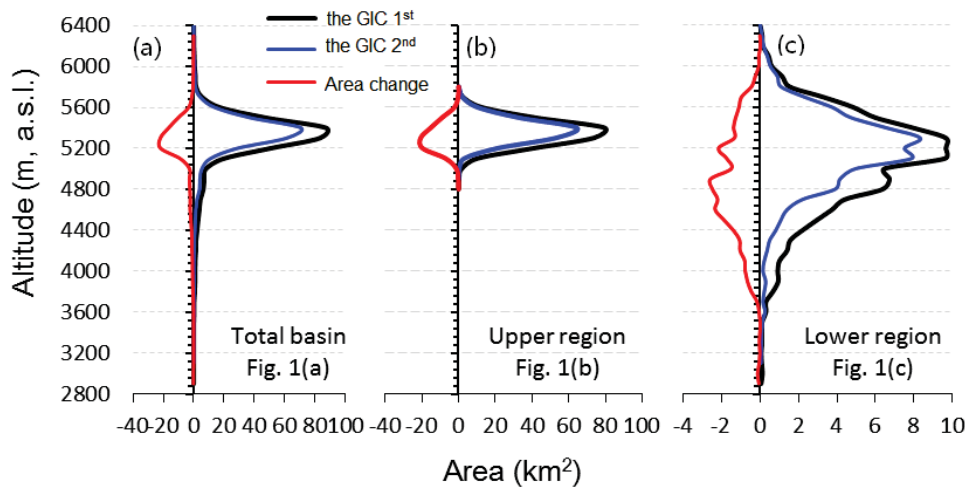 6400
6000
5600
5200
4800
4400
4000
3600
3200
2800
Altitude (m, a.s.l.)
the GIC 1st
the GIC 2nd
Area change
(a)
Total basin
Fig. 1(a)
-40 -20 0 20 40 60 80 100
(b)
Upper region
Fig. 1(b)
-40 -20 0 20 40 60 80 100
(c)
Lower region
Fig. 1(c)
-4 -2 0 2 4 6 8 10
Area (km²)